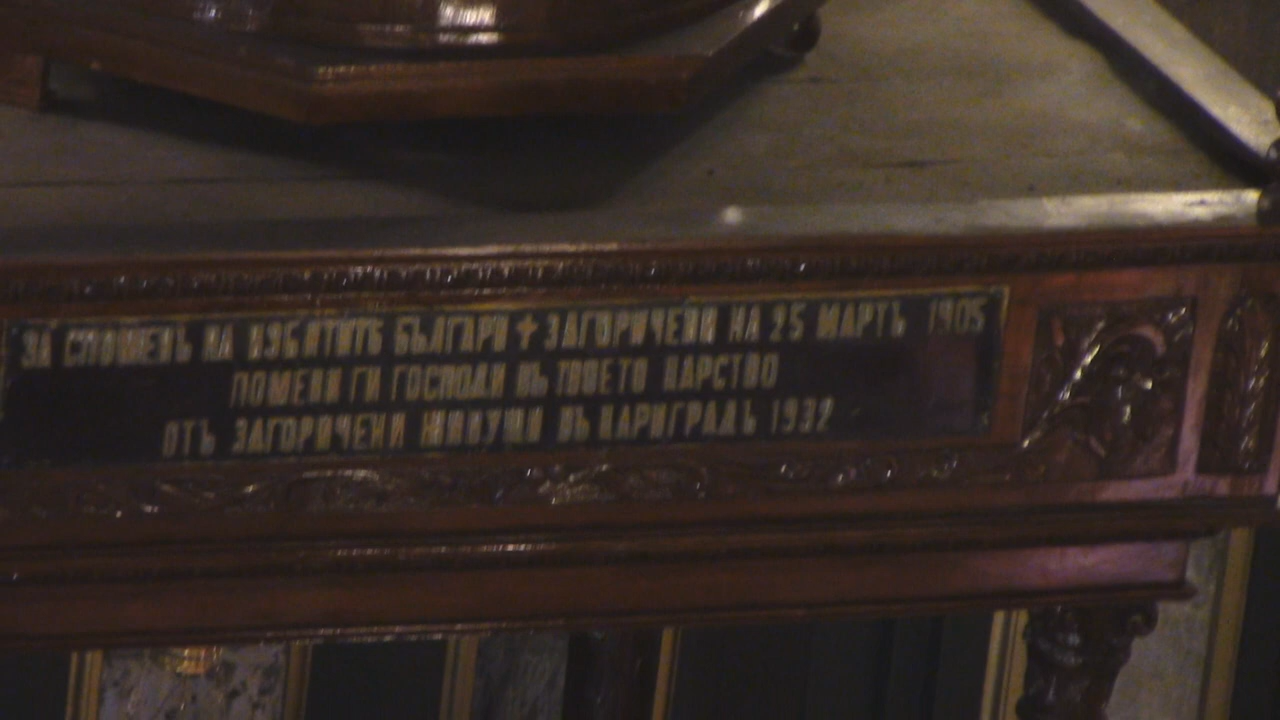 ЗА СПОМЕНЪ НА ИЗБИТИТѢ БЪЛГАРИ + ЗАГОРИЧЕНИ НА 25 МАРТЪ 1905
ПОМЕНИ ГИ ГОСПОДИ ВЪ ТВОЕТО ЦАРСТВО
ОТЪ ЗАГОРИЧЕНИ ЖИВУЩИ ВЪ ЦАРИГРАДЪ 1932